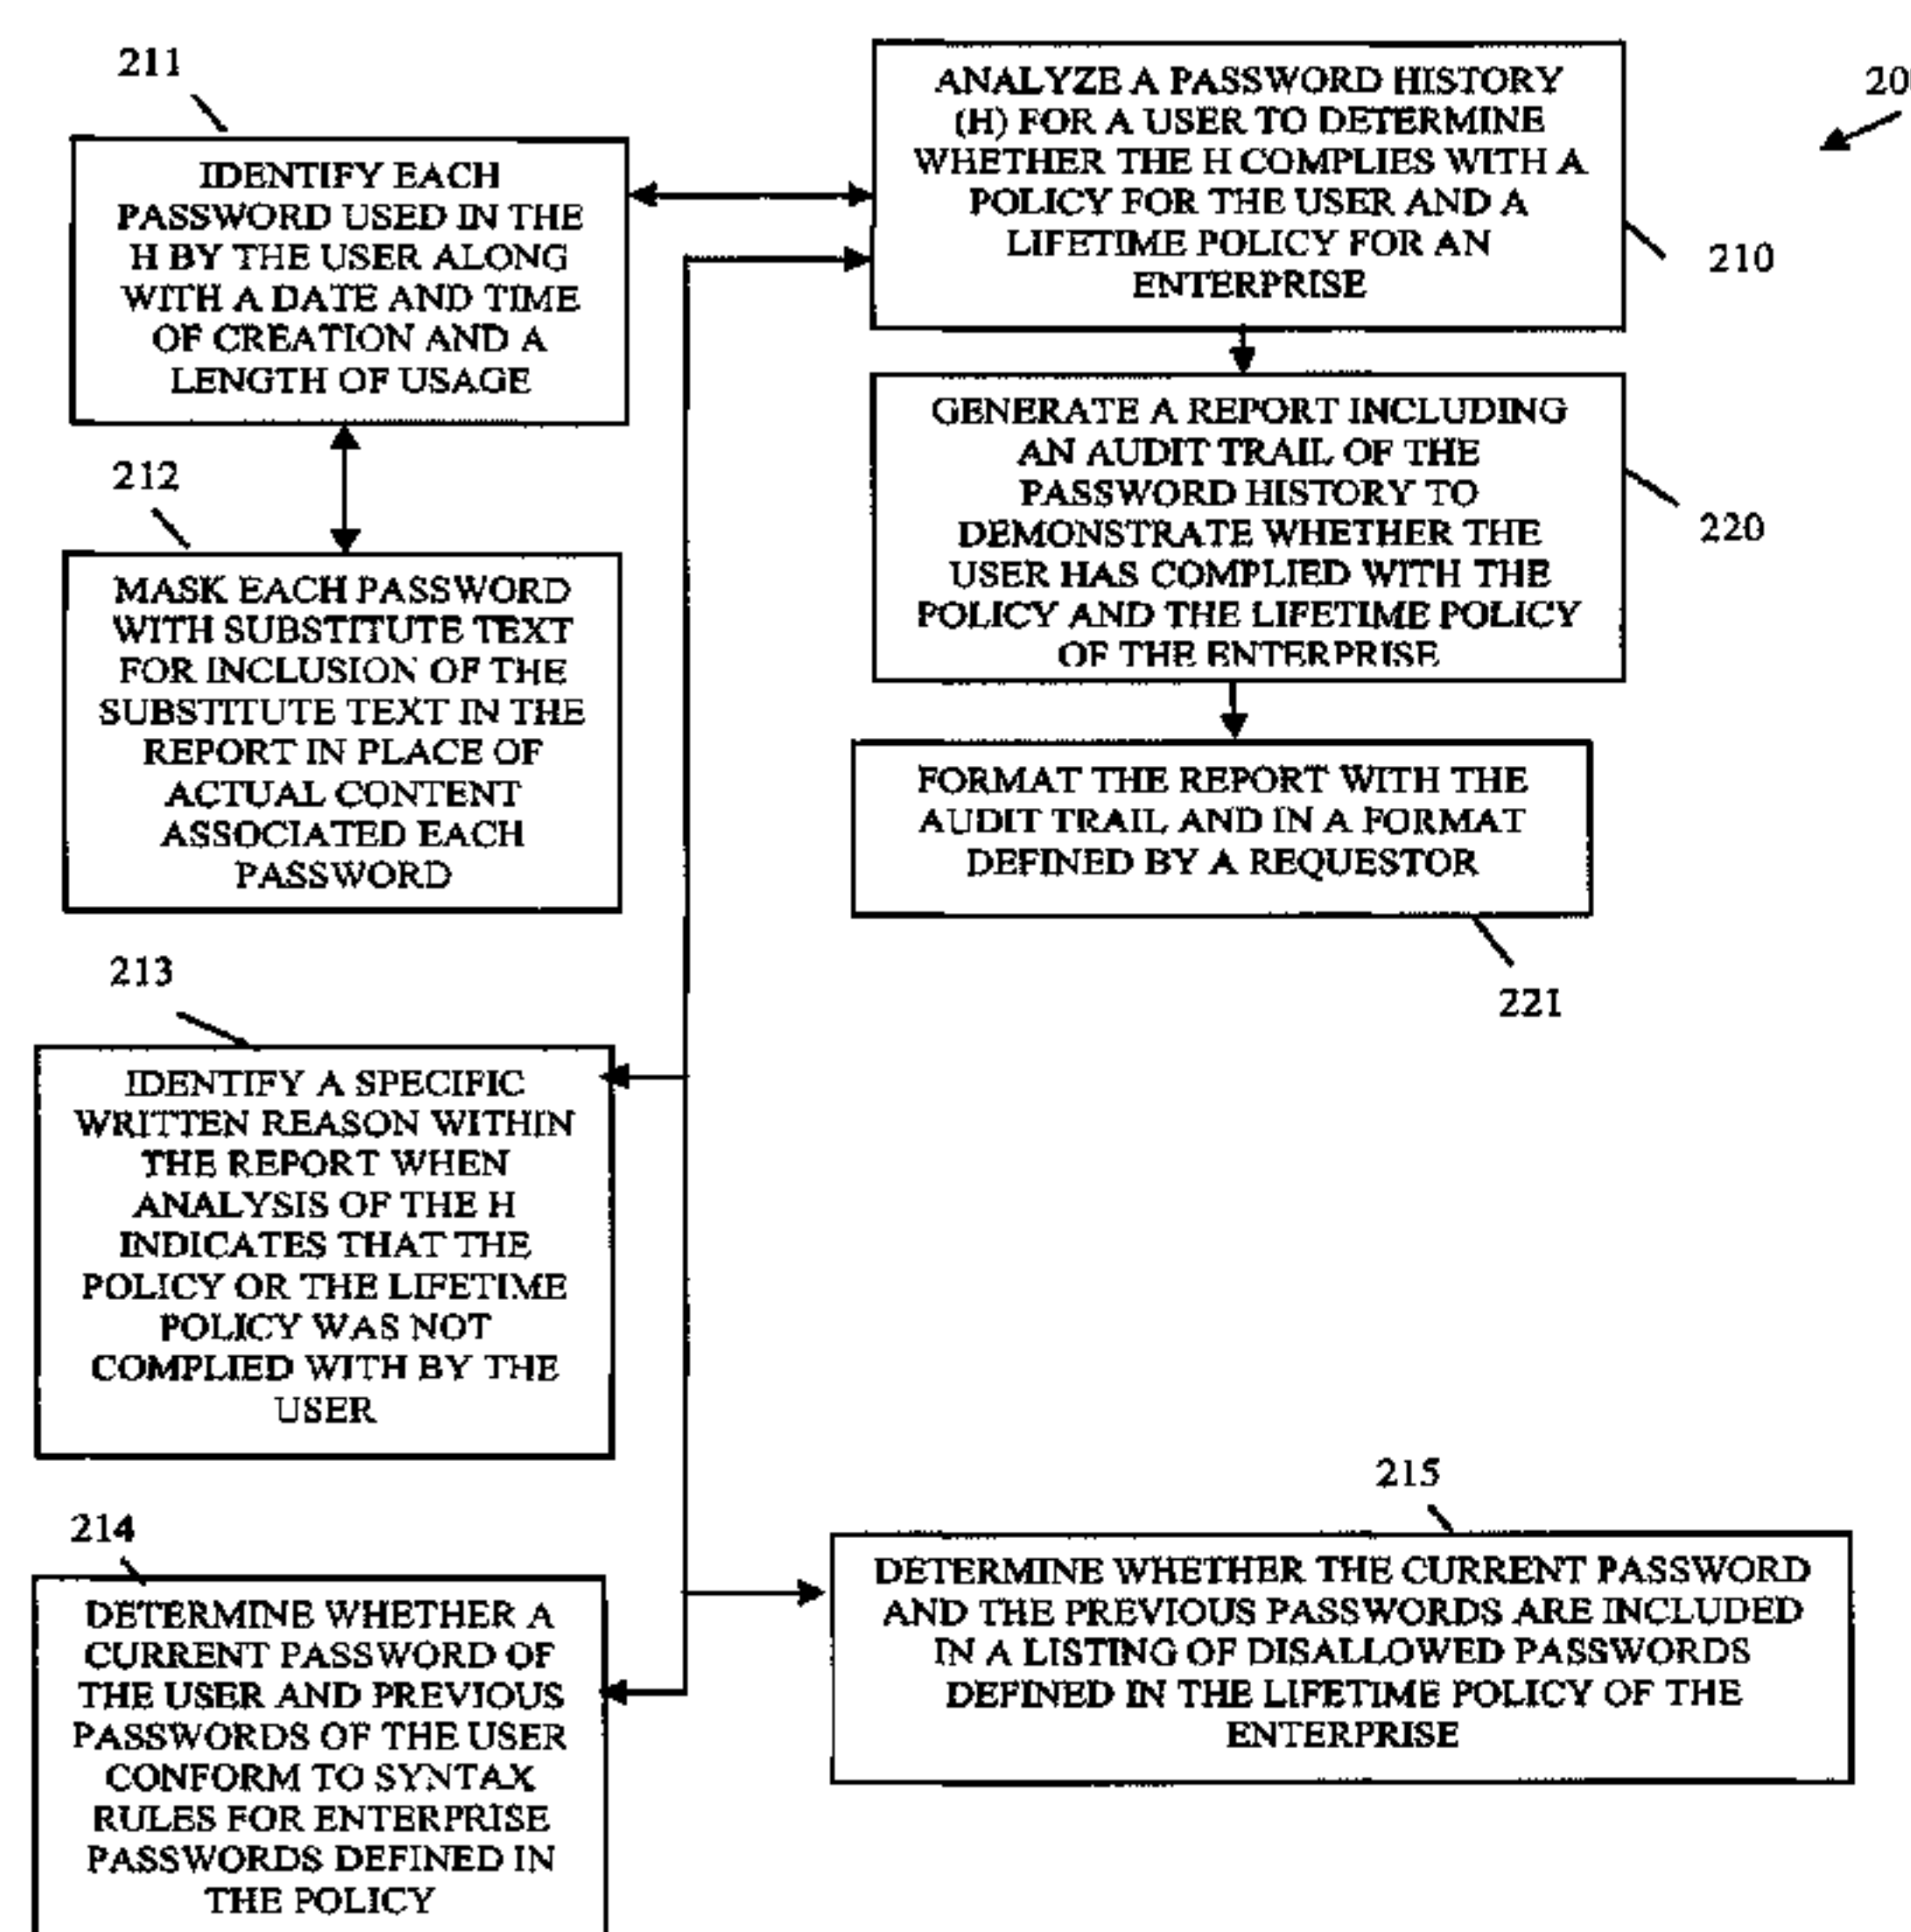 211
IDENTIFY EACH
PASSWORD USED IN THE
H BY THE USER ALONG
WITH A DATE AND TIME
OF CREATION AND A
LENGTH OF USAGE
ANALYZE A PASSWORD HISTORY
(H) FOR A USER TO DETERMINE
WHETHER THE H COMPLIES WITH A
POLICY FOR THE USER AND A
LIFETIME POLICY FOR AN
ENTERPRISE
210
212
MASK EACH PASSWORD
WITH SUBSTITUTE TEXT
FOR INCLUSION OF THE
SUBSTITUTE TEXT IN THE
REPORT IN PLACE OF
ACTUAL CONTENT
ASSOCIATED EACH
PASSWORD
GENERATE A REPORT INCLUDING
AN AUDIT TRAIL OF THE
PASSWORD HISTORY TO
DEMONSTRATE WHETHER THE
USER HAS COMPLIED WITH THE
POLICY AND THE LIFETIME POLICY
OF THE ENTERPRISE
220
FORMAT THE REPORT WITH THE
AUDIT TRAIL AND IN A FORMAT
DEFINED BY A REQUESTOR
221
213
IDENTIFY A SPECIFIC
WRITTEN REASON WITHIN
THE REPORT WHEN
ANALYSIS OF THE H
INDICATES THAT THE
POLICY OR THE LIFETIME
POLICY WAS NOT
COMPLIED WITH BY THE
USER
214
DETERMINE WHETHER A
CURRENT PASSWORD OF
THE USER AND PREVIOUS
PASSWORDS OF THE USER
CONFORM TO SYNTAX
RULES FOR ENTERPRISE
PASSWORDS DEFINED IN
THE POLICY
215
DETERMINE WHETHER THE CURRENT PASSWORD
AND THE PREVIOUS PASSWORDS ARE INCLUDED
IN A LISTING OF DISALLOWED PASSWORDS
DEFINED IN THE LIFETIME POLICY OF THE
ENTERPRISE